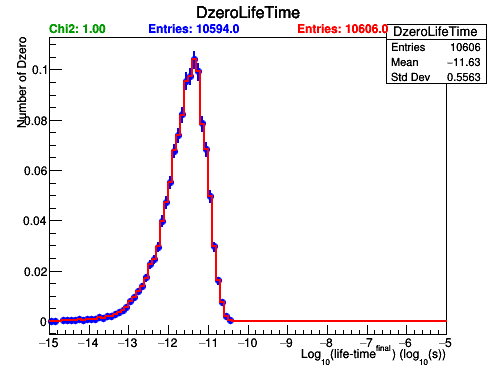 DzeroLifeTime
Chi2: 1.00 Entries: 10594.0 Entries: 10606.0
DzeroLifeTime
Entries 10606
Mean −11.63
Std Dev 0.5563
Number of Dzero
0.1
0.08
0.06
0.04
0.02
0
−15 −14 −13 −12 −11 −10 −9 −8 −7 −6 −5
Log10(life-time^final) (log10(s))